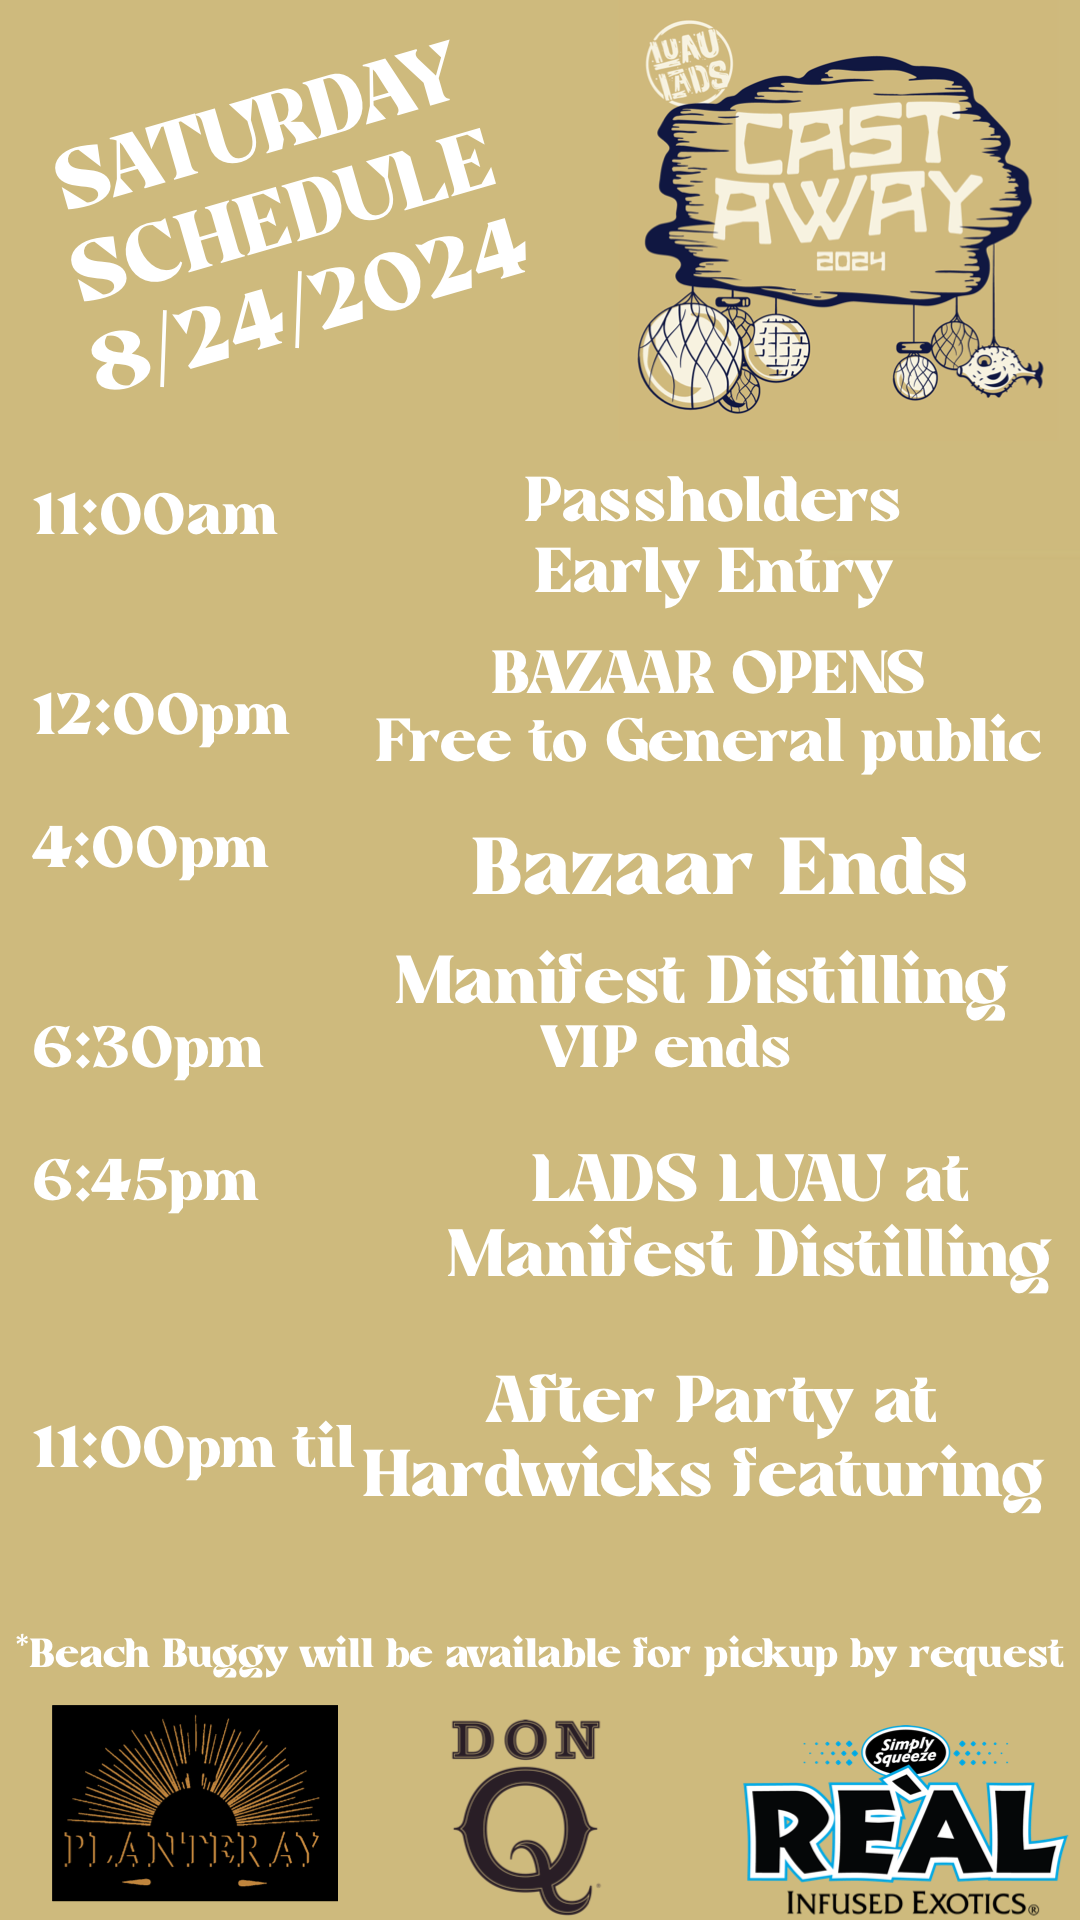 SATURDAY
SCHEDULE
8/24/2024
LUAU
LADS
CAST
AWAY
2024
11:00am
Passholders
Early Entry
12:00pm
BAZAAR OPENS
Free to General public
4:00pm
Bazaar Ends
6:30pm
Manifest Distilling
VIP ends
6:45pm
LADS LUAU at
Manifest Distilling
11:00pm til
After Party at
Hardwicks featuring
*Beach Buggy will be available for pickup by request
PLANTERAY
DON
Q
Simply
Squeeze
REÀL
INFUSED EXOTICS®